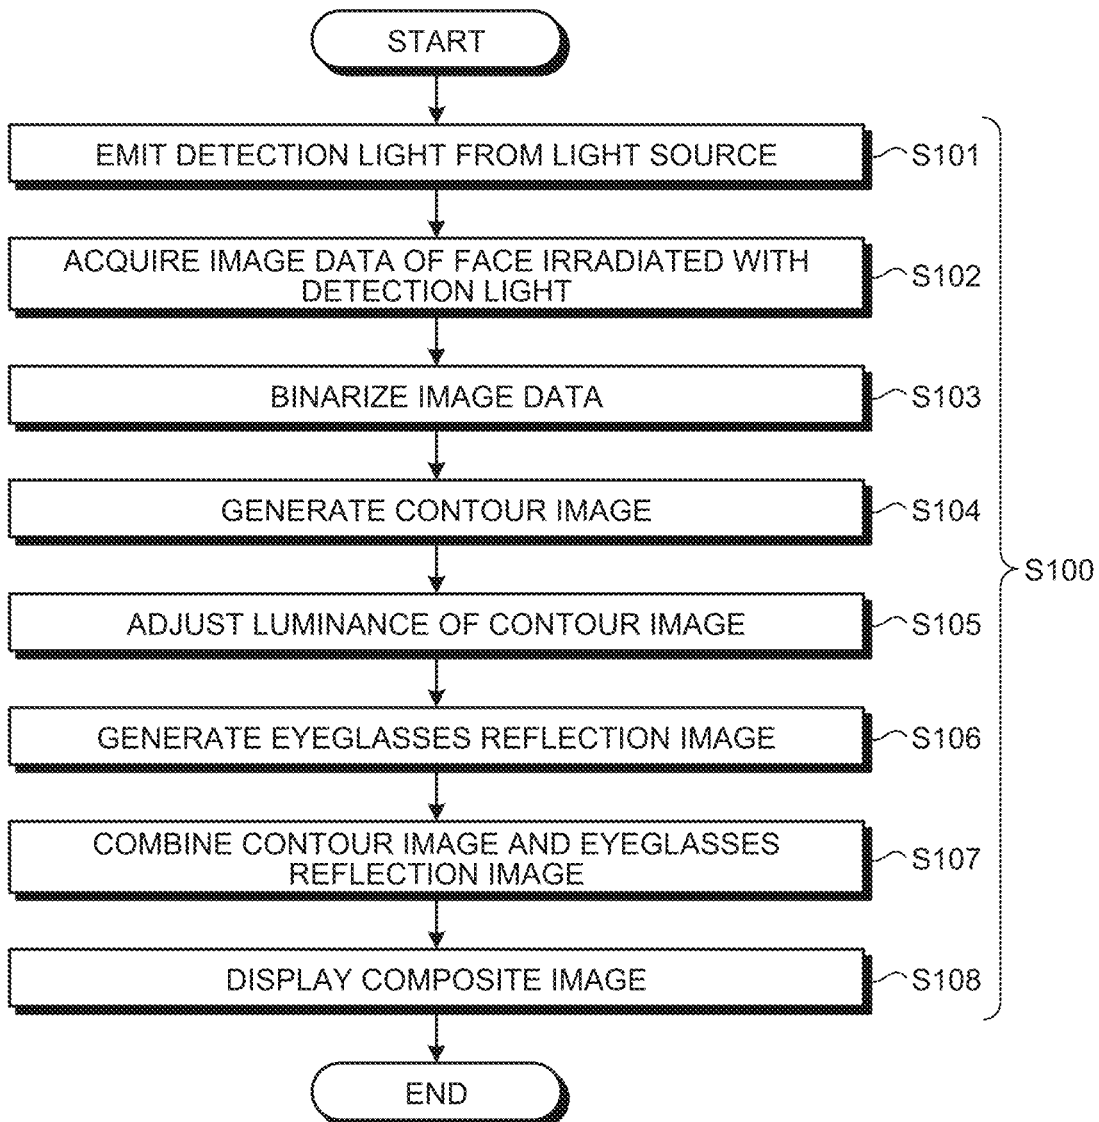 START
EMIT DETECTION LIGHT FROM LIGHT SOURCE
S101
ACQUIRE IMAGE DATA OF FACE IRRADIATED WITH
DETECTION LIGHT
S102
BINARIZE IMAGE DATA
S103
GENERATE CONTOUR IMAGE
S104
S100
ADJUST LUMINANCE OF CONTOUR IMAGE
S105
GENERATE EYEGLASSES REFLECTION IMAGE
S106
COMBINE CONTOUR IMAGE AND EYEGLASSES
REFLECTION IMAGE
S107
DISPLAY COMPOSITE IMAGE
S108
END